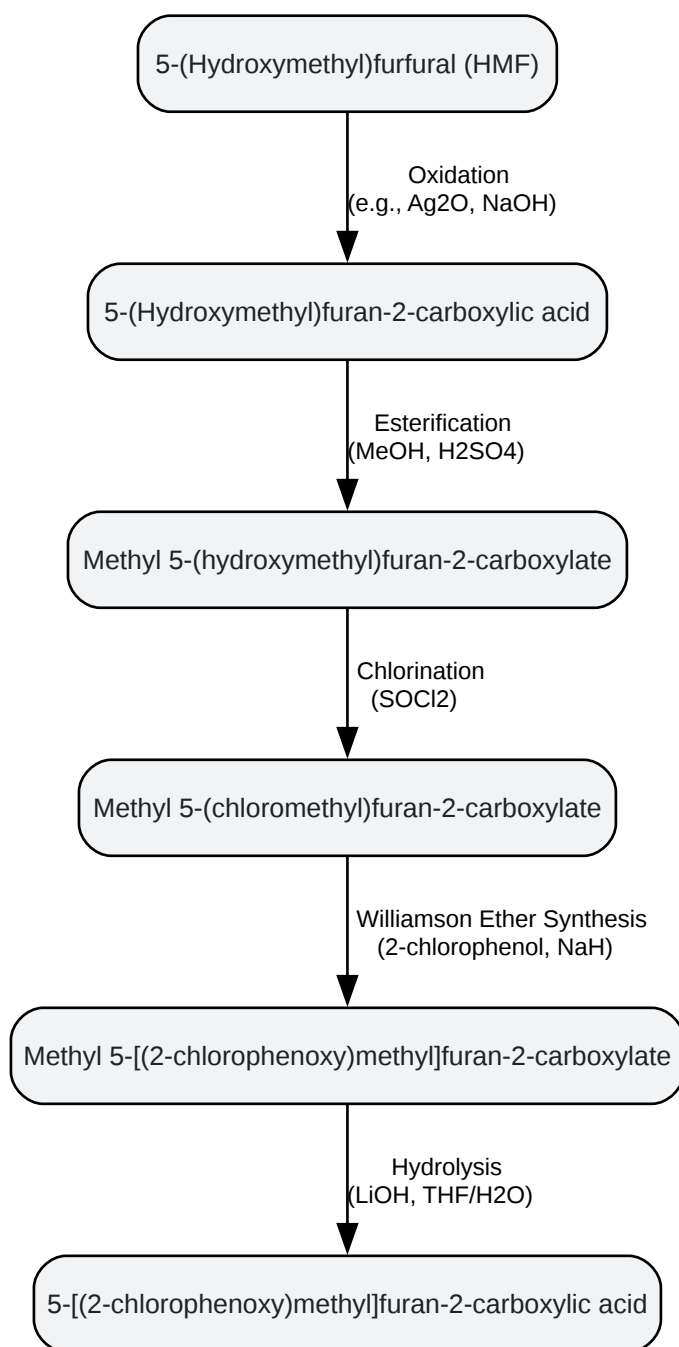 5-(Hydroxymethyl)furfural (HMF)
Oxidation
(e.g., Ag2O, NaOH)
5-(Hydroxymethyl)furan-2-carboxylic acid
Esterification
(MeOH, H2SO4)
Methyl 5-(hydroxymethyl)furan-2-carboxylate
Chlorination
(SOCl2)
Methyl 5-(chloromethyl)furan-2-carboxylate
Williamson Ether Synthesis
(2-chlorophenol, NaH)
Methyl 5-[(2-chlorophenoxy)methyl]furan-2-carboxylate
Hydrolysis
(LiOH, THF/H2O)
5-[(2-chlorophenoxy)methyl]furan-2-carboxylic acid